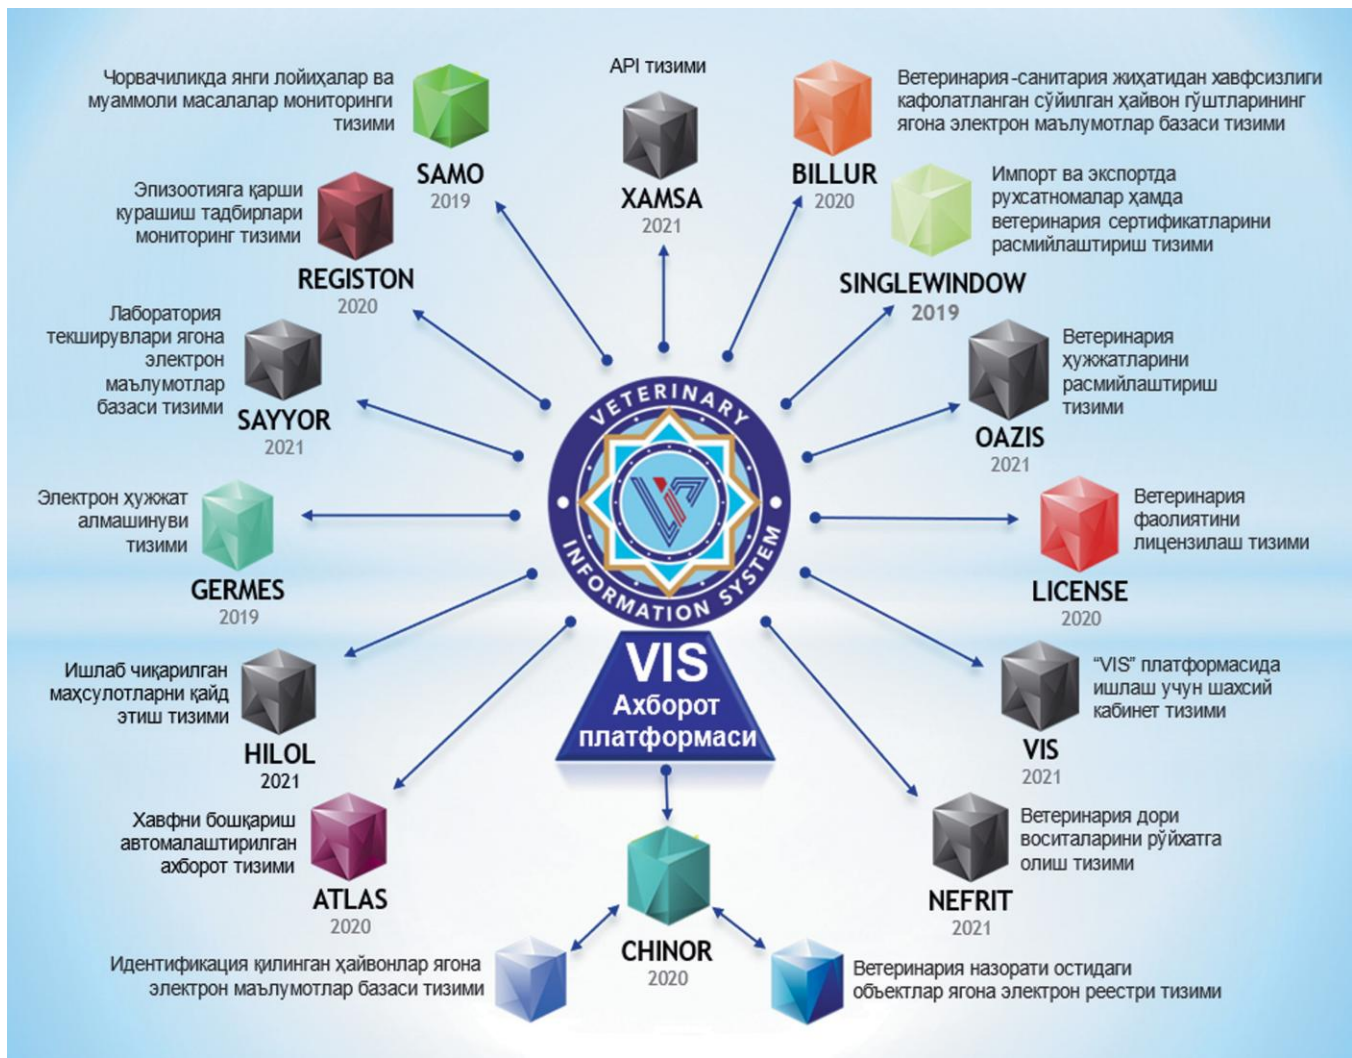 Чорвачиликда янги лойиҳалар ва
муаммоли масалалар мониторинги
тизими
SAMO
2019
API тизими
XAMSA
2021
BILLUR
2020
Ветеринария-санитария жиҳатидан хавфсизлиги
кафолатланган сўйилган ҳайвон гўштларининг
ягона электрон маълумотлар базаси тизими
Эпизоотияга қарши
курашиш тадбирлари
мониторинг тизими
REGISTON
2020
Импорт ва экспортда
рухсатномалар ҳамда
ветеринария сертификатларини
расмийлаштириш тизими
SINGLEWINDOW
2019
Лаборатория
текширувлари ягона
электрон
маълумотлар
базаси тизими
SAYYOR
2021
Ветеринария
ҳужжатларини
расмийлаштириш
тизими
OAZIS
2021
VETERINARY
INFORMATION SYSTEM
Электрон ҳужжат
алмашинуви
тизими
GERMES
2019
Ветеринария
фаолиятини
лицензилаш тизими
LICENSE
2020
VIS
Ахборот
платформаси
Ишлаб чиқарилган
маҳсулотларни қайд
этиш тизими
HILOL
2021
“VIS” платформасида
ишлаш учун шахсий
кабинет тизими
VIS
2021
Хавфни бошқариш
автомалаштирилган
ахборот тизими
ATLAS
2020
Ветеринария дори
воситаларини рўйхатга
олиш тизими
NEFRIT
2021
CHINOR
2020
Идентификация қилинган ҳайвонлар ягона
электрон маълумотлар базаси тизими
Ветеринария назорати остидаги
объектлар ягона электрон реестри тизими